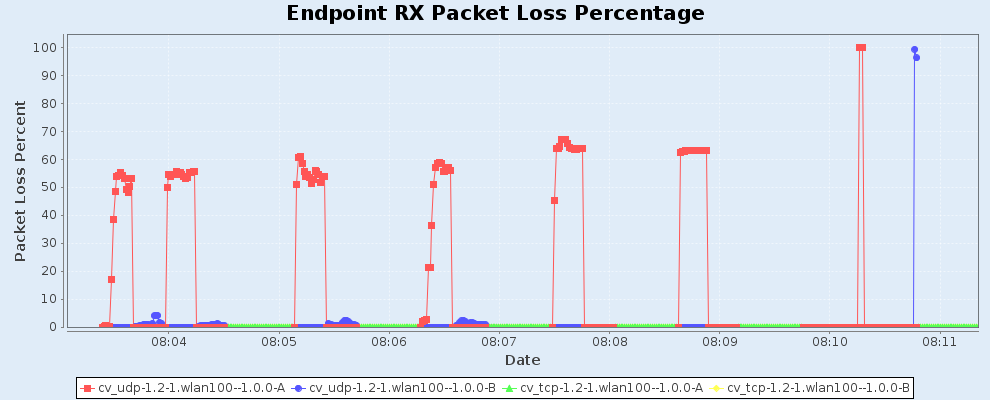 Endpoint RX Packet Loss Percentage
Packet Loss Percent
100
90
80
70
60
50
40
30
20
10
0
08:04 08:05 08:06 08:07 08:08 08:09 08:10 08:11
Date
cv_udp-1.2-1.wlan100--1.0.0-A cv_udp-1.2-1.wlan100--1.0.0-B cv_tcp-1.2-1.wlan100--1.0.0-A cv_tcp-1.2-1.wlan100--1.0.0-B